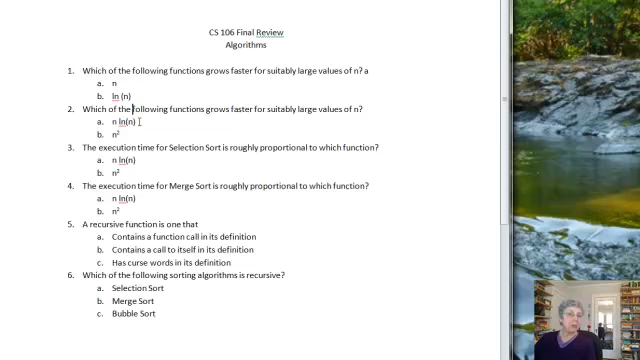 CS 106 Final Review
Algorithms
1. Which of the following functions grows faster for suitably large values of n? a
a. n
b. ln (n)
2. Which of the following functions grows faster for suitably large values of n?
a. n ln(n)
b. n²
3. The execution time for Selection Sort is roughly proportional to which function?
a. n ln(n)
b. n²
4. The execution time for Merge Sort is roughly proportional to which function?
a. n ln(n)
b. n²
5. A recursive function is one that
a. Contains a function call in its definition
b. Contains a call to itself in its definition
c. Has curse words in its definition
6. Which of the following sorting algorithms is recursive?
a. Selection Sort
b. Merge Sort
c. Bubble Sort